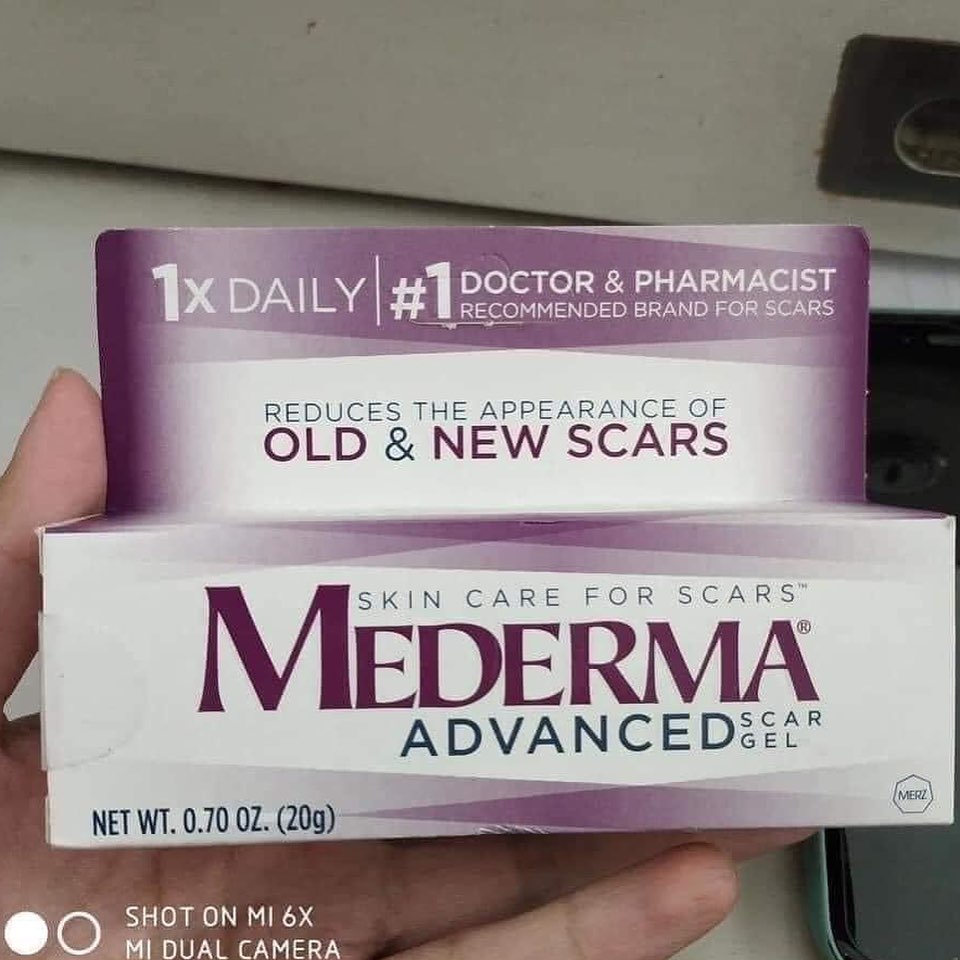 1x DAILY #1 DOCTOR & PHARMACIST
RECOMMENDED BRAND FOR SCARS
REDUCES THE APPEARANCE OF
OLD & NEW SCARS
SKIN CARE FOR SCARS™
MEDERMA®
ADVANCED SCAR
GEL
NET WT. 0.70 OZ. (20g)
MERZ
SHOT ON MI 6X
MI DUAL CAMERA